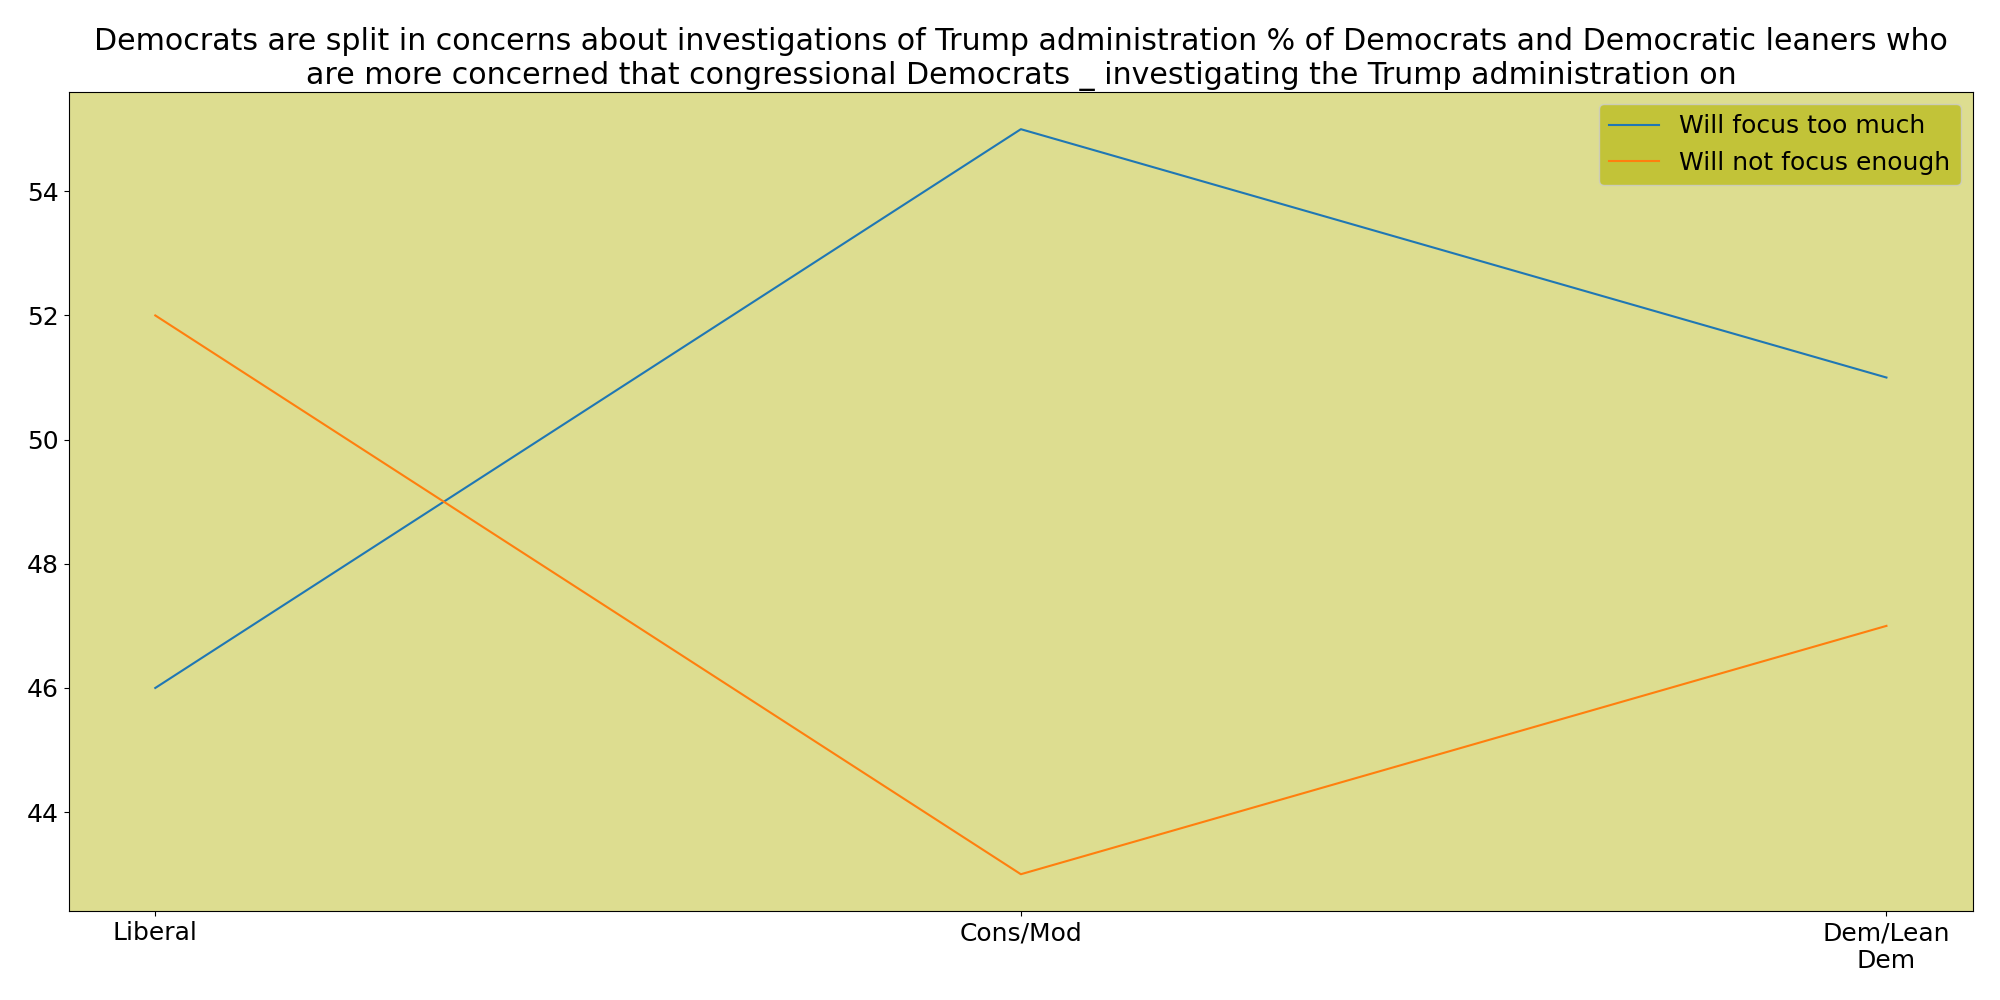 Democrats are split in concerns about investigations of Trump administration % of Democrats and Democratic leaners who
are more concerned that congressional Democrats _ investigating the Trump administration on
Will focus too much
Will not focus enough
54
52
50
48
46
44
Liberal
Cons/Mod
Dem/Lean
Dem